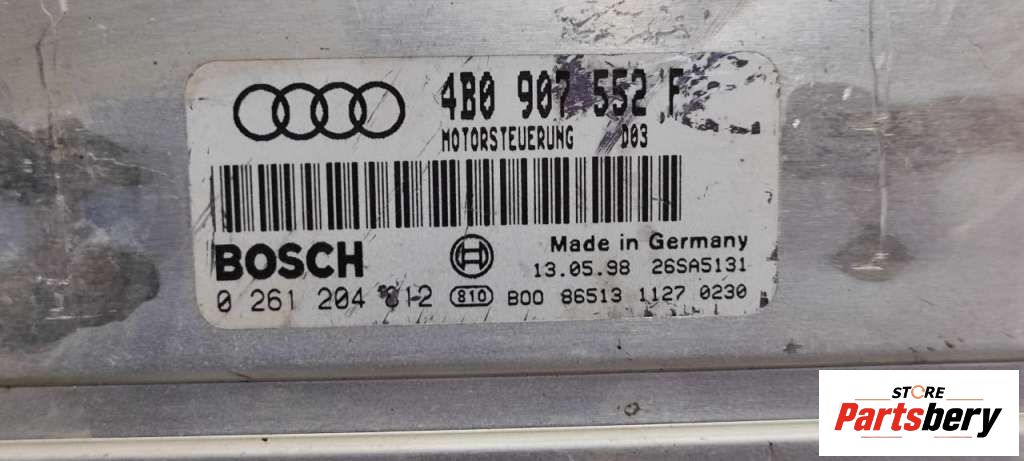 4B0 907 552 F
MOTORSTEUERUNG D03
BOSCH
Made in Germany
13.05.98 26SA5131
0 261 204 810 B00 86513 1127 0230
STORE
Partsbery